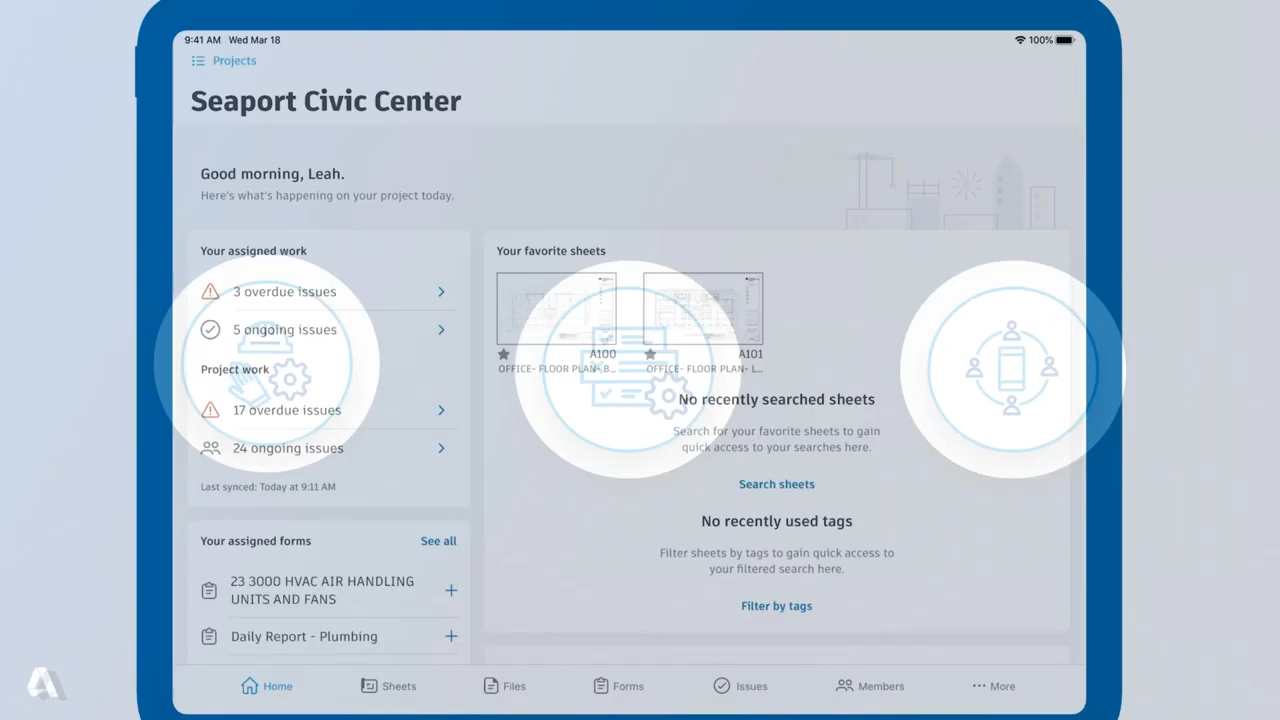 9:41 AM Wed Mar 18
100%
Projects
Seaport Civic Center
Good morning, Leah.
Here's what's happening on your project today.
Your assigned work
3 overdue issues
5 ongoing issues
Project work
17 overdue issues
24 ongoing issues
Last synced: Today at 9:11 AM
Your assigned forms
See all
23 3000 HVAC AIR HANDLING
UNITS AND FANS
Daily Report - Plumbing
Your favorite sheets
A100
OFFICE- FLOOR PLAN- B...
A101
OFFICE- FLOOR PLAN- L...
No recently searched sheets
Search for your favorite sheets to gain
quick access to your searches here.
Search sheets
No recently used tags
Filter sheets by tags to gain quick access to
your filtered search here.
Filter by tags
Home
Sheets
Files
Forms
Issues
Members
More